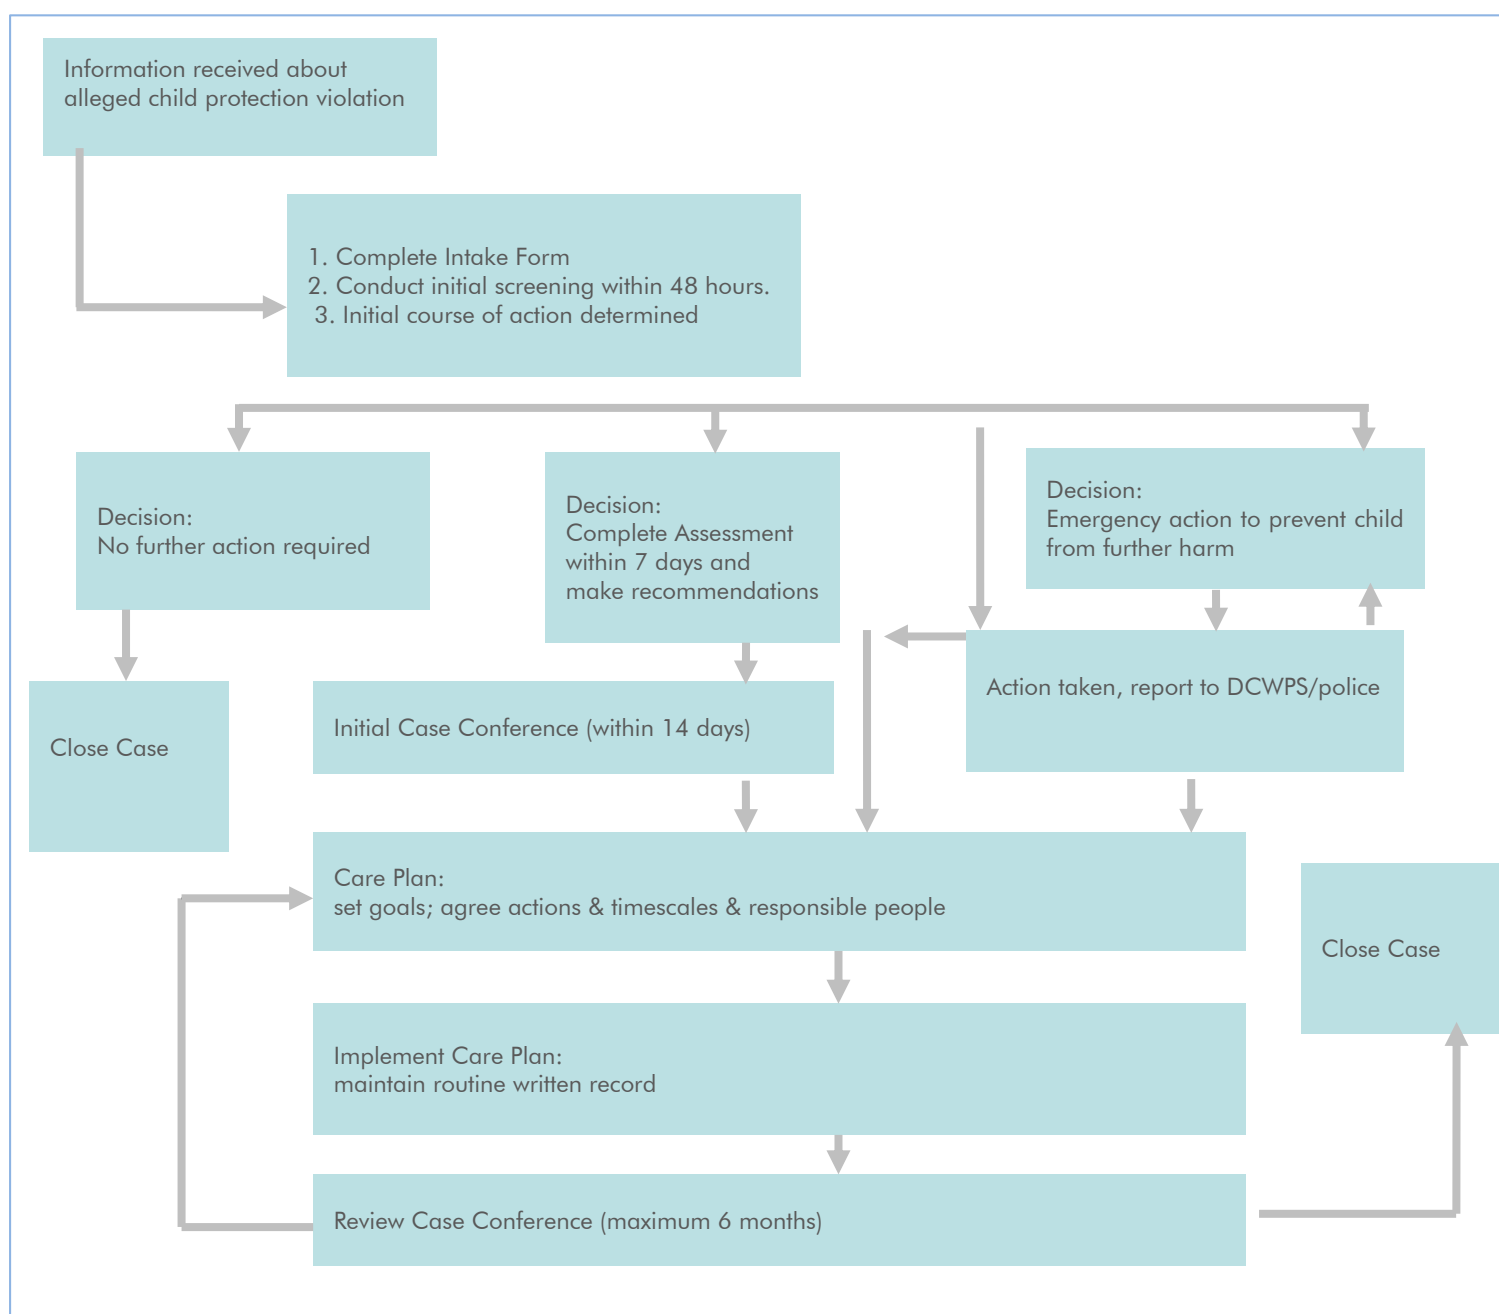 Information received about
alleged child protection violation
1. Complete Intake Form
2. Conduct initial screening within 48 hours.
3. Initial course of action determined
Decision:
No further action required
Decision:
Complete Assessment
within 7 days and
make recommendations
Decision:
Emergency action to prevent child
from further harm
Action taken, report to DCWPS/police
Close Case
Initial Case Conference (within 14 days)
Care Plan:
set goals; agree actions & timescales & responsible people
Close Case
Implement Care Plan:
maintain routine written record
Review Case Conference (maximum 6 months)